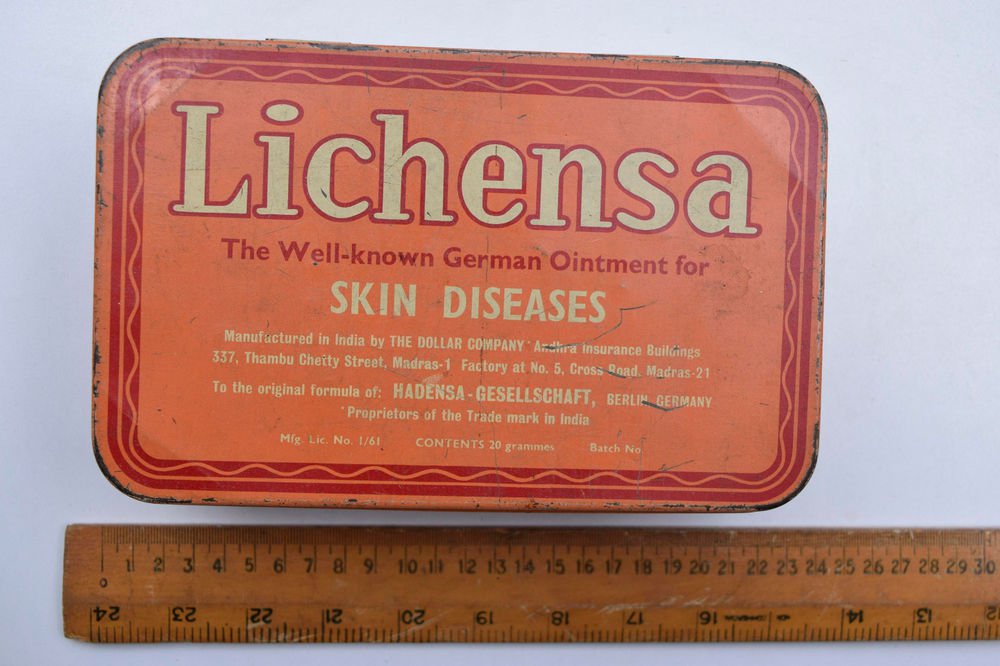 Lichensa
The Well-known German Ointment for
SKIN DISEASES
Manufactured in India by THE DOLLAR COMPANY * Andhra Insurance Buildings
337, Thambu Chetty Street, Madras-1 Factory at No. 5, Cross Road, Madras-21
To the original formula of: HADENSA-GESELLSCHAFT, BERLIN, GERMANY
*Proprietors of the Trade mark in India
Mfg. Lic. No. 1/61 CONTENTS 20 grammes Batch No.
0 1 2 3 4 5 6 7 8 9 10 11 12 13 14 15 16 17 18 19 20 21 22 23 24 25 26 27 28 29 30
24 23 22 21 20 19 18 17 16 15 14 13 12